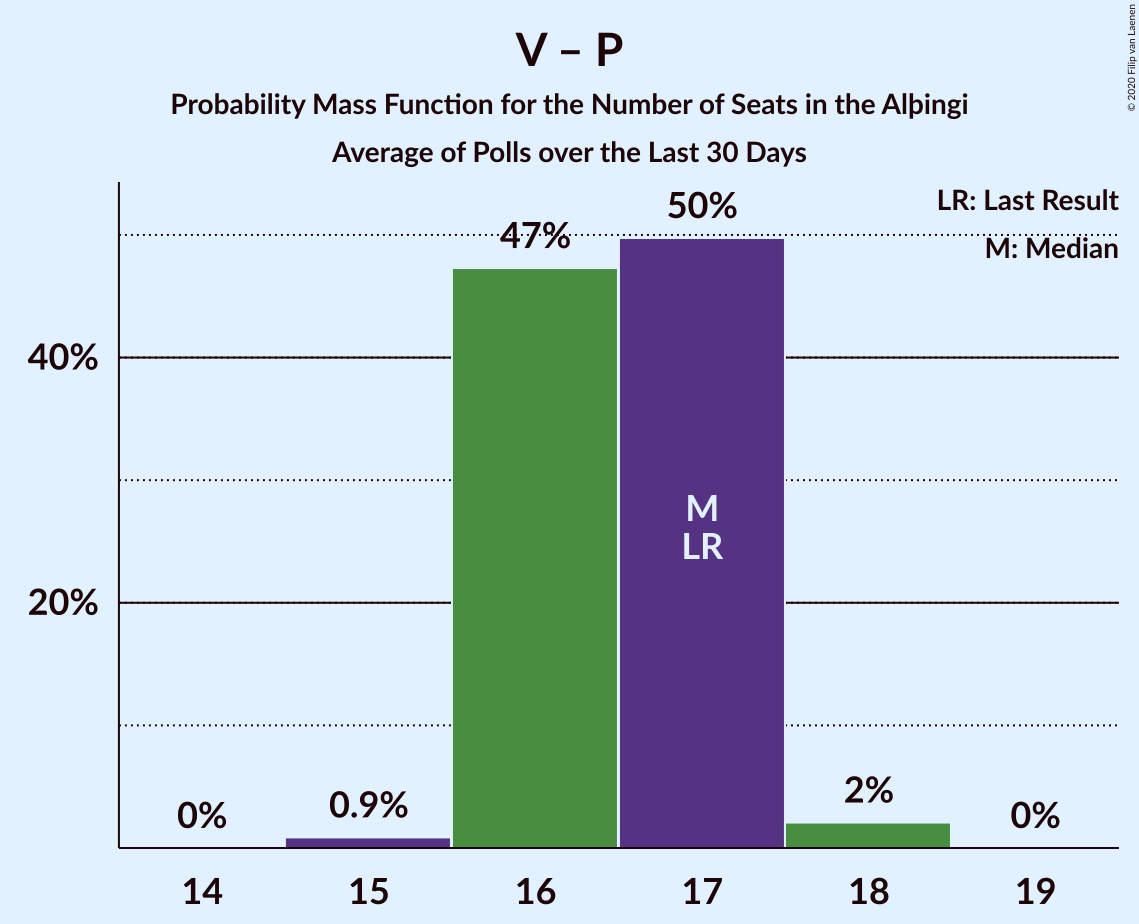 V – P
Probability Mass Function for the Number of Seats in the Alþingi
Average of Polls over the Last 30 Days
© 2020 Filip van Laenen
LR: Last Result
M: Median
50%
47%
40%
20%
M
LR
0%
0.9%
2%
0%
14
15
16
17
18
19